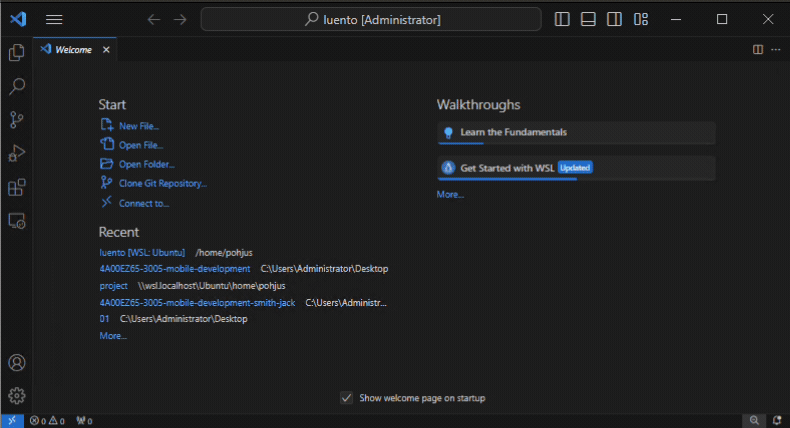 luento [Administrator]
Welcome
Start
New File...
Open File...
Open Folder...
Clone Git Repository...
Connect to...
Recent
luento [WSL: Ubuntu] /home/pohjus
4A00EZ65-3005-mobile-development C:\Users\Administrator\Desktop
project \\wsl.localhost\Ubuntu\home\pohjus
4A00EZ65-3005-mobile-development-smith-jack C:\Users\Administr...
01 C:\Users\Administrator\Desktop
More...
Walkthroughs
Learn the Fundamentals
Get Started with WSL Updated
More...
Show welcome page on startup
0 0 0